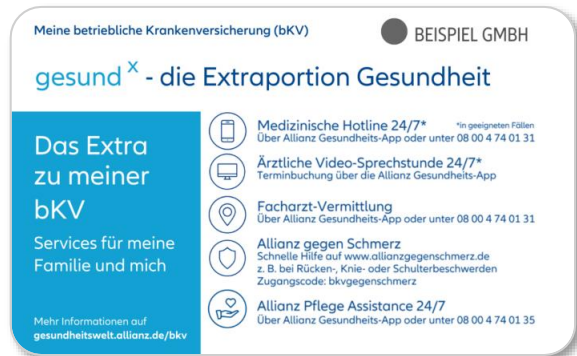 Meine betriebliche Krankenversicherung (bKV)
BEISPIEL GMBH
gesund x - die Extraportion Gesundheit
Das Extra
zu meiner
bKV
Services für meine
Familie und mich
Mehr Informationen auf
gesundheitswelt.allianz.de/bkv
Medizinische Hotline 24/7* *in geeigneten Fällen
Über Allianz Gesundheits-App oder unter 08 00 4 74 01 31
Ärztliche Video-Sprechstunde 24/7*
Terminbuchung über die Allianz Gesundheits-App
Facharzt-Vermittlung
Über Allianz Gesundheits-App oder unter 08 00 4 74 01 31
Allianz gegen Schmerz
Schnelle Hilfe auf www.allianzgegenschmerz.de
z. B. bei Rücken-, Knie- oder Schulterbeschwerden
Zugangscode: bkvgegenschmerz
Allianz Pflege Assistance 24/7
Über Allianz Gesundheits-App oder unter 08 00 4 74 01 35